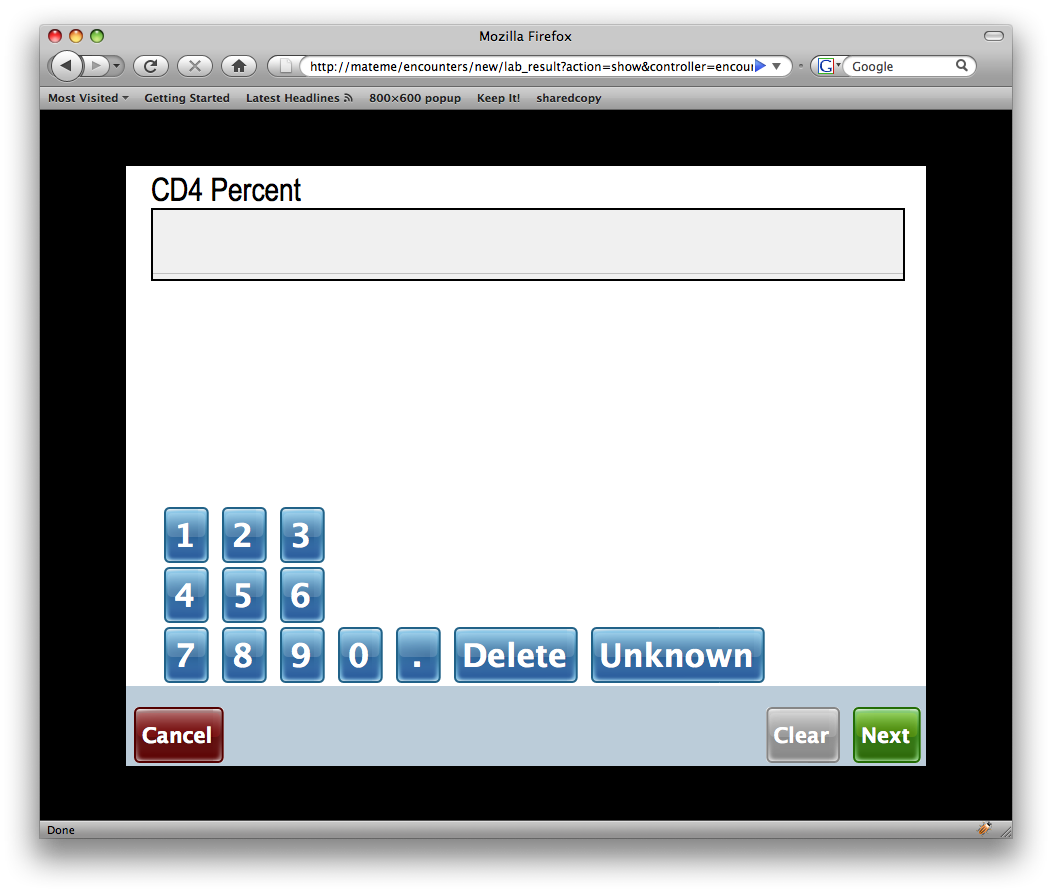 Mozilla Firefox
http://mateme/encounters/new/lab_result?action=show&controller=encou
G Google
Most Visited Getting Started Latest Headlines 800×600 popup Keep It! sharedcopy
CD4 Percent
1 2 3
4 5 6
7 8 9 0 . Delete Unknown
Cancel Clear Next
Done